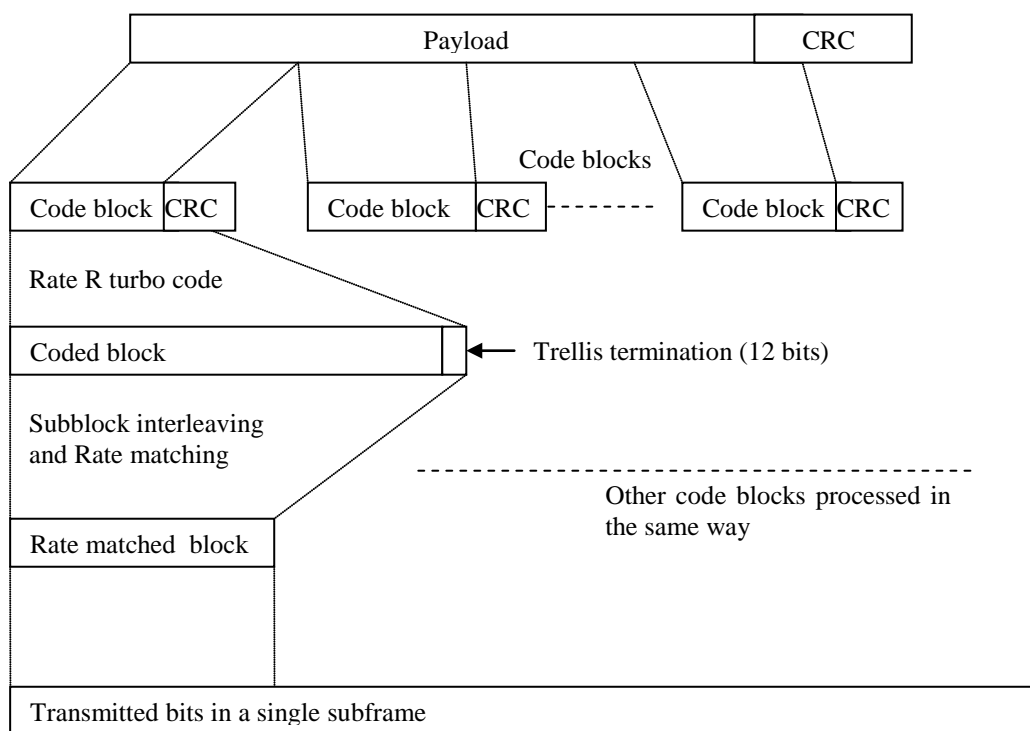 Payload CRC
Code blocks
Code block CRC Code block CRC Code block CRC
Rate R turbo code
Coded block
Trellis termination (12 bits)
Subblock interleaving
and Rate matching
Other code blocks processed in
the same way
Rate matched block
Transmitted bits in a single subframe